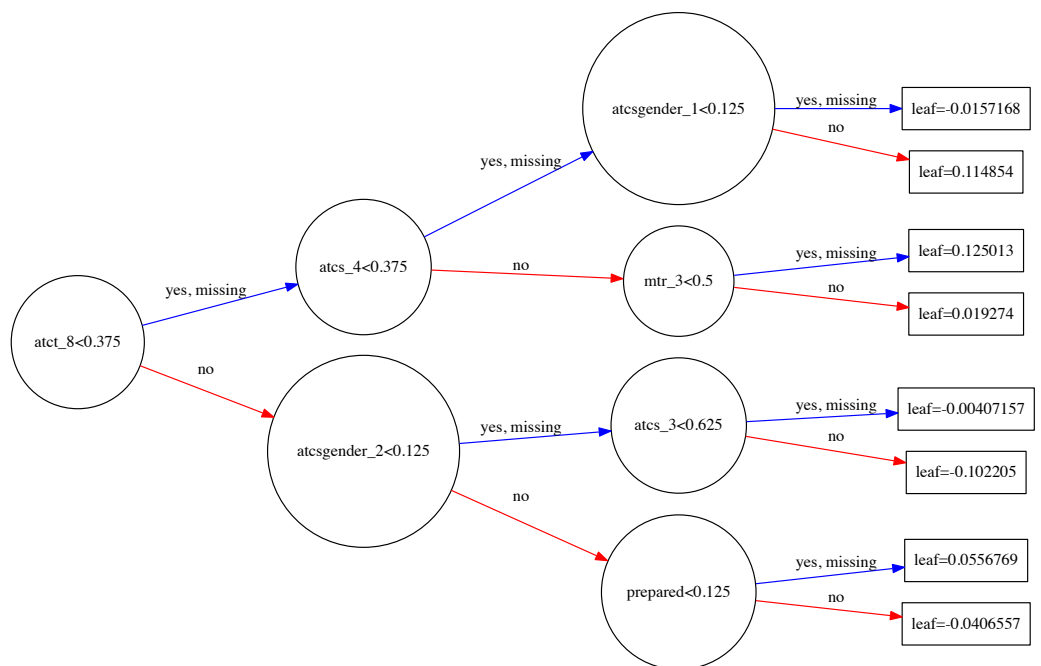 atcsgender_1<0.125
yes, missing
leaf=-0.0157168
no
leaf=0.114854
yes, missing
atcs_4<0.375
no
mtr_3<0.5
yes, missing
leaf=0.125013
no
leaf=0.019274
yes, missing
atct_8<0.375
no
atcsgender_2<0.125
yes, missing
atcs_3<0.625
yes, missing
leaf=-0.00407157
no
leaf=-0.102205
no
prepared<0.125
yes, missing
leaf=0.0556769
no
leaf=-0.0406557